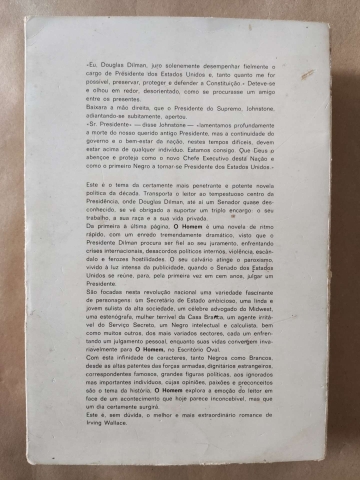 «Eu. Douglas Dilman, juro solenemente desempenhar fielmente o
cargo de Présidente dos Estados Unidos e, tanto quanto me for
possível, preservar, proteger e defender a Constituição.» Deteve-se
e olhou em redor, desorientado, como se procurasse um amigo
entre os presentes.
Baixara a mão direita, que o Presidente do Supremo, Johnstone,
adiantando-se subitamente, apertou.
«Sr. Presidente» — disse Johnstone — «lamentamos profundamente
a morte do nosso querido antigo Presidente, mas a continuidade do
governo e o bem-estar da nação, nestes tempos difíceis, devem
estar acima de qualquer indivíduo. Estamos consigo. Que Deus o
abençoe e proteja como o novo Chefe Executivo desta Nação e
como o primeiro Negro a tornar-se Presidente dos Estados Unidos.»
Este é o tema da certamente mais penetrante e potente novela
política da década. Transporta o leitor ao tempestuoso centro da
Presidência, onde Douglas Dilman, até aí um Senador quase des-
conhecido, se vê obrigado a suportar um triplo encargo: o seu
trabalho, a sua raça e a sua vida privada.
Da primeira à última página, O Homem é uma novela de ritmo
rápido, com um enredo tremendamente dramático, visto que o
Presidente Dilman procura ser fiel ao seu juramento, enfrentando
crises internacionais, desacordos políticos internos, violência, escân-
dalo e ferozes hostilidades. O seu calvário atinge o paroxismo,
vivido à luz intensa da publicidade, quando o Senado dos Estados
Unidos se reúne, para, pela primeira vez em cem anos, julgar um
Presidente.
São focadas nesta revolução nacional uma variedade fascinante
de personagens: um Secretário de Estado ambicioso, uma linda e
jovem aulista da alta sociedade, um célebre advogado do Midwest,
uma estenógrafa, mulher terrível da Casa Branca, um agente irritá-
vel do Serviço Secreto, um Negro intelectual e calculista, bem
como muitos outros, dos mais variados sectores, cada um enfren-
tando um julgamento pessoal, enquanto suas vidas convergem inva-
riavelmente para O Homem, no Escritório Oval.
Com esta infinidade de caracteres, tanto Negros como Brancos,
desde as altas patentes das forças armadas, dignitários estrangeiros,
correspondentes famosos, grandes figuras políticas, aos ignorados
mas importantes indivíduos, cujas opiniões, paixões e preconceitos
são o tema da história; O Homem explora a emoção do leitor em
face de um acontecimento que hoje parece inconcebível, mas que
um dia certamente surgirá.
Este é, sem dúvida, o melhor e mais extraordinário romance de
Irving Wallace.